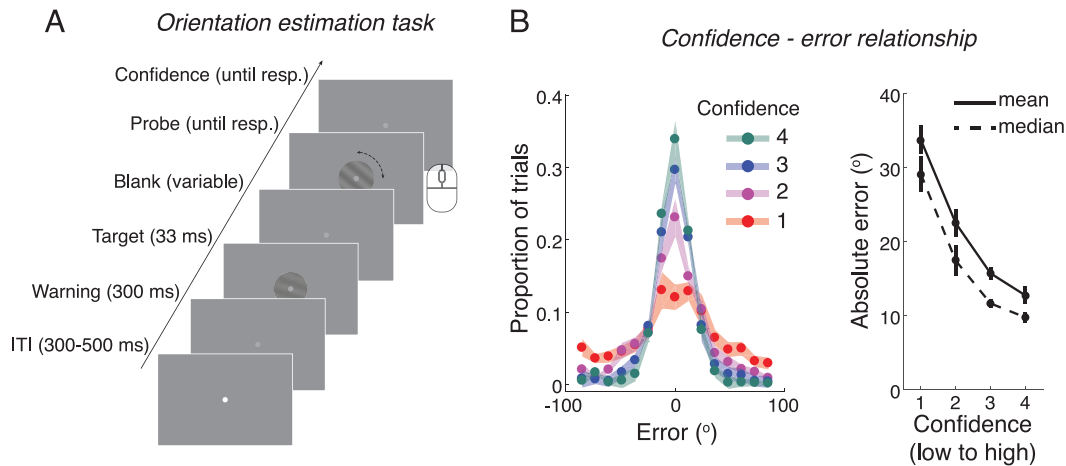 A
Orientation estimation task
Confidence (until resp.)
Probe (until resp.)
Blank (variable)
Target (33 ms)
Warning (300 ms)
ITI (300-500 ms)
B
Confidence - error relationship
Proportion of trials
0.4
0.3
0.2
0.1
0
-100
0
100
Error (°)
Confidence
4
3
2
1
Absolute error (°)
40
30
20
10
0
mean
median
1 2 3 4
Confidence
(low to high)